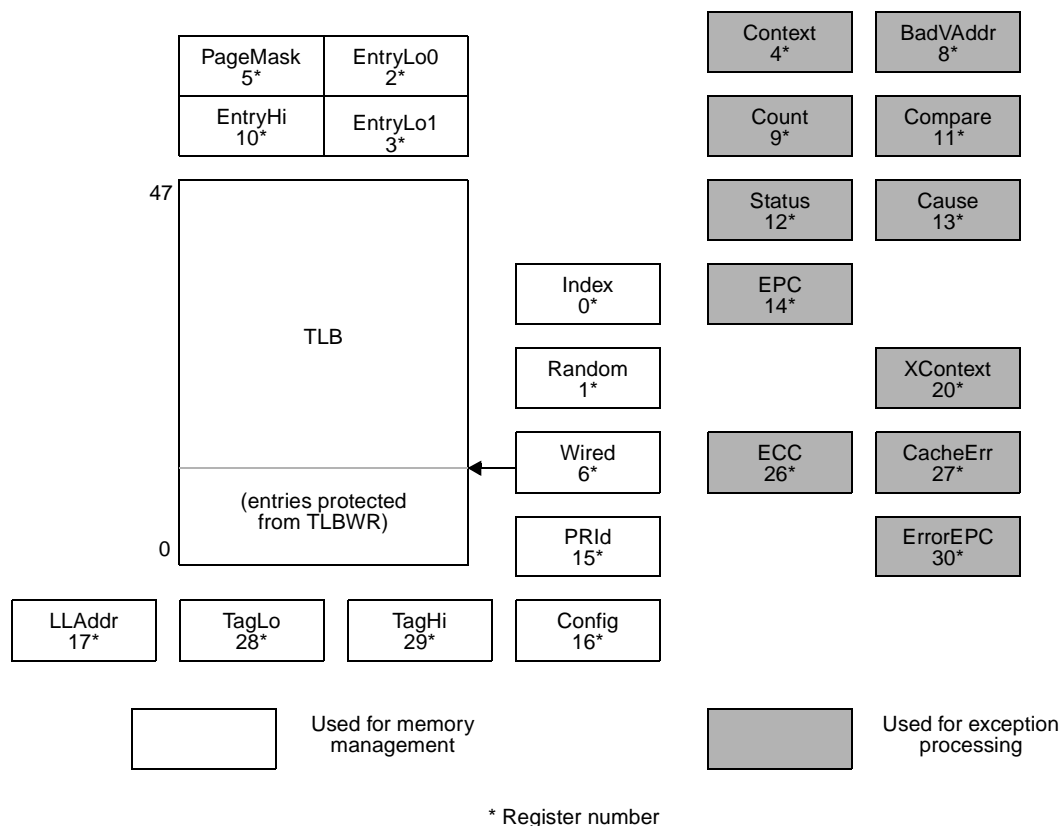 PageMask
5*
EntryLo0
2*
EntryHi
10*
EntryLo1
3*
Context
4*
BadVAddr
8*
Count
9*
Compare
11*
Status
12*
Cause
13*
47
TLB
Index
0*
EPC
14*
Random
1*
XContext
20*
Wired
6*
ECC
26*
CacheErr
27*
(entries protected
from TLBWR)
0
PRId
15*
ErrorEPC
30*
LLAddr
17*
TagLo
28*
TagHi
29*
Config
16*
Used for memory
management
Used for exception
processing
* Register number